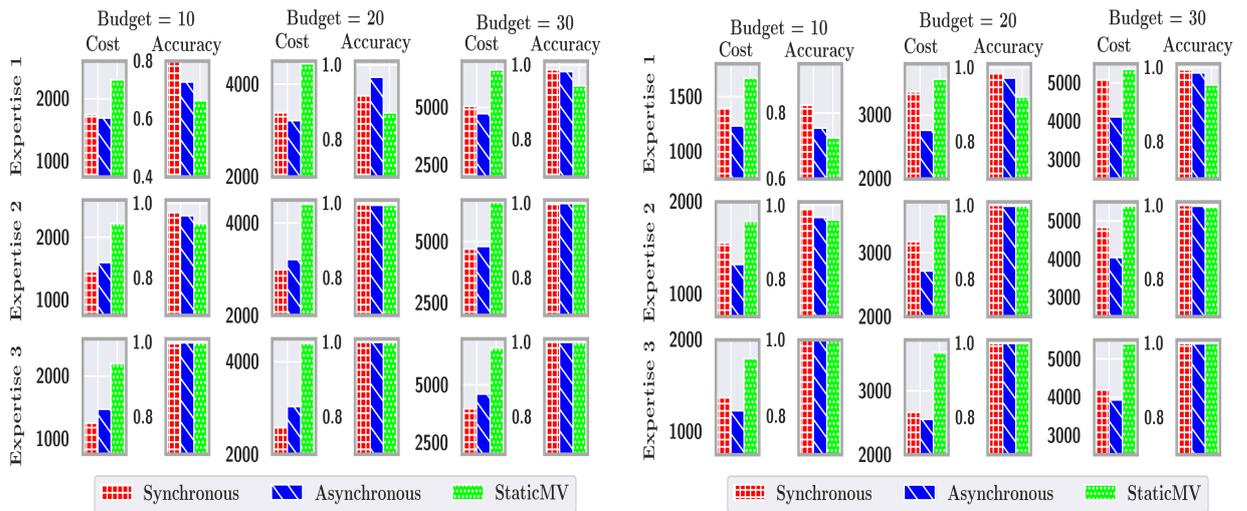 Budget = 10 Budget = 20 Budget = 30
Cost Accuracy Cost Accuracy Cost Accuracy
Expertise 1
2000 1000 0.8 0.6 0.4 4000 2000 1.0 0.8 5000 2500 1.0 0.8
Expertise 2
2000 1000 1.0 0.8 4000 2000 1.0 0.8 5000 2500 1.0 0.8
Expertise 3
2000 1000 1.0 0.8 4000 2000 1.0 0.8 5000 2500 1.0 0.8
Synchronous Asynchronous StaticMV
Budget = 10 Budget = 20 Budget = 30
Cost Accuracy Cost Accuracy Cost Accuracy
Expertise 1
1500 1000 0.8 0.6 3000 2000 1.0 0.8 5000 4000 3000 1.0 0.8
Expertise 2
2000 1000 1.0 0.8 3000 2000 1.0 0.8 5000 4000 3000 1.0 0.8
Expertise 3
2000 1000 1.0 0.8 3000 2000 1.0 0.8 5000 4000 3000 1.0 0.8
Synchronous Asynchronous StaticMV